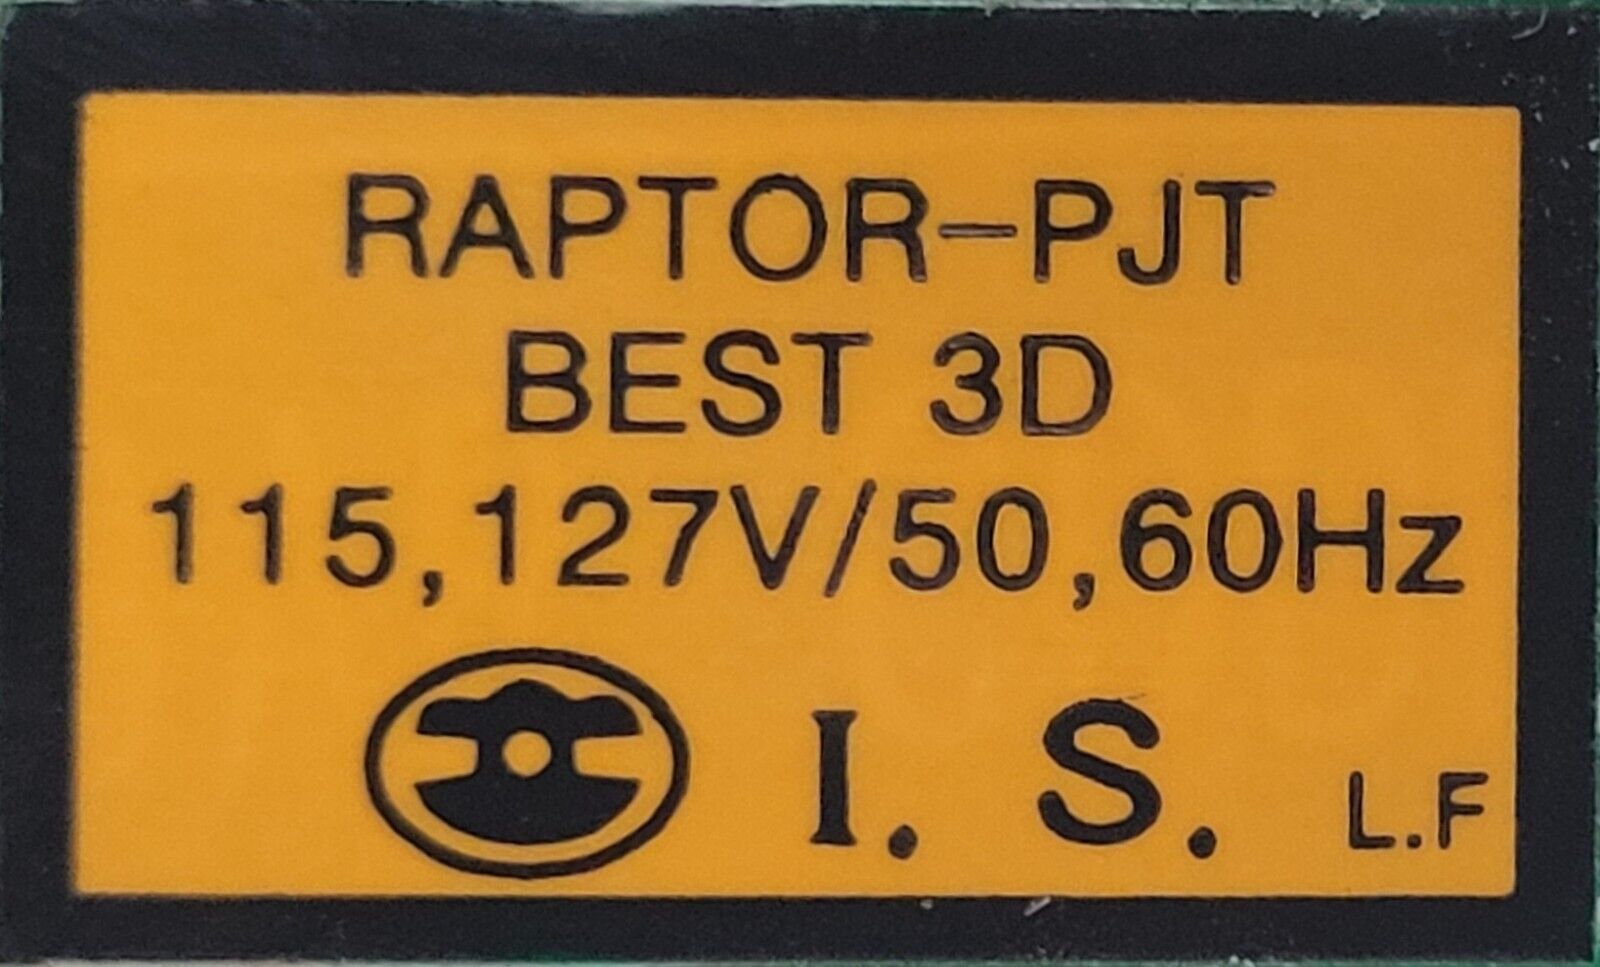 RAPTOR-PJT
BEST 3D
115,127V/50,60Hz
I. S. L.F